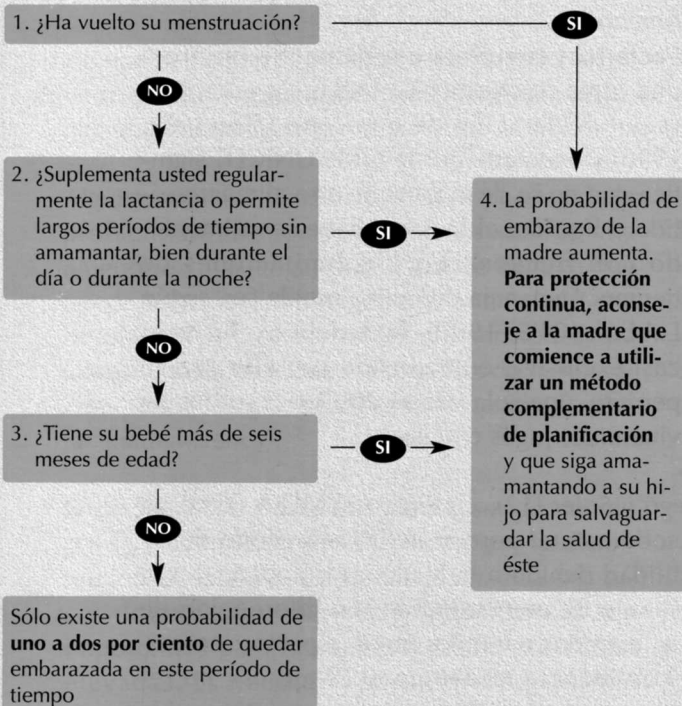 1. ¿Ha vuelto su menstruación?
SI
NO
2. ¿Suplementa usted regular-
mente la lactancia o permite
largos períodos de tiempo sin
amamantar, bien durante el
día o durante la noche?
SI
NO
3. ¿Tiene su bebé más de seis
meses de edad?
SI
NO
Sólo existe una probabilidad de
uno a dos por ciento de quedar
embarazada en este período de
tiempo
4. La probabilidad de
embarazo de la
madre aumenta.
Para protección
continua, aconse-
je a la madre que
comience a utili-
zar un método
complementario
de planificación
y que siga ama-
mantando a su hi-
jo para salvaguar-
dar la salud de
éste